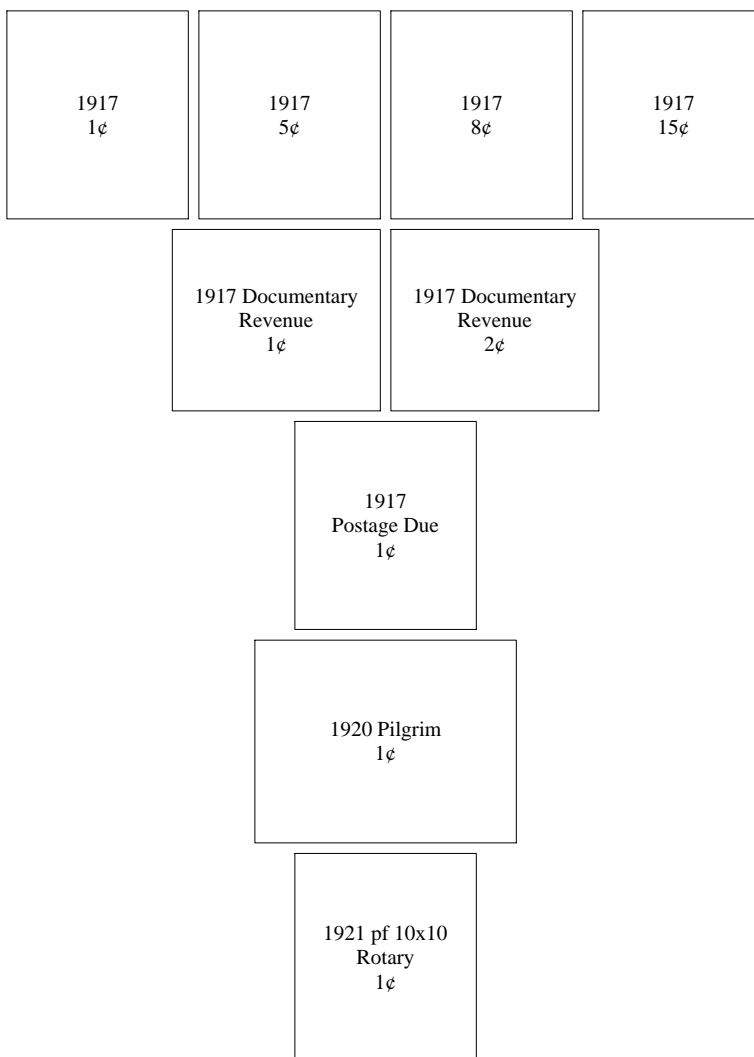 1917
1¢
1917
5¢
1917
8¢
1917
15¢
1917 Documentary
Revenue
1¢
1917 Documentary
Revenue
2¢
1917
Postage Due
1¢
1920 Pilgrim
1¢
1921 pf 10x10
Rotary
1¢